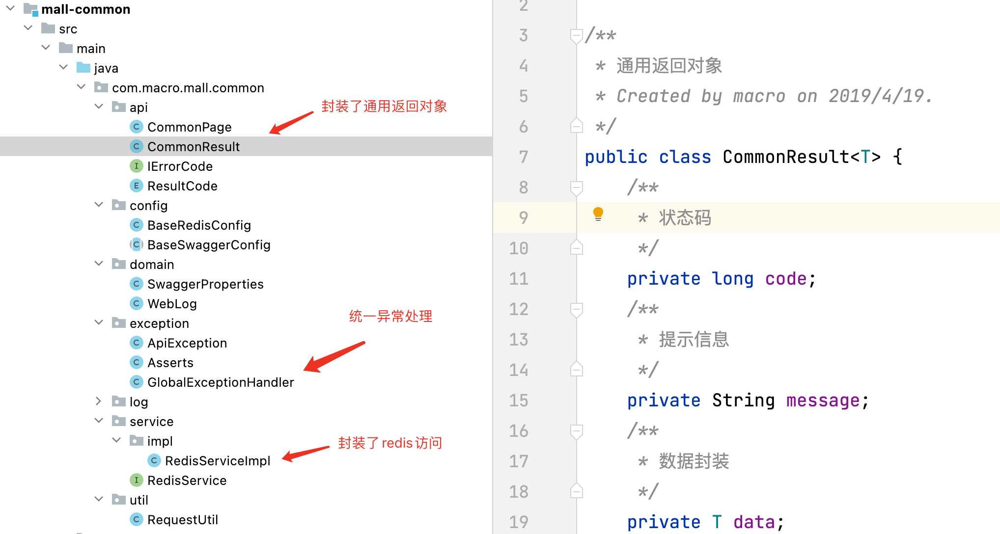 mall-common
src
main
java
com.macro.mall.common
api
封装了通用返回对象
CommonPage
CommonResult
IErrorCode
ResultCode
config
BaseRedisConfig
BaseSwaggerConfig
domain
SwaggerProperties
WebLog
统一异常处理
exception
ApiException
Asserts
GlobalExceptionHandler
log
service
impl
封装了redis访问
RedisServiceImpl
RedisService
util
RequestUtil
2
3 /**
4 * 通用返回对象
5 * Created by macro on 2019/4/19.
6 */
7 public class CommonResult<T> {
8 /**
9 * 状态码
10 */
11 private long code;
12 /**
13 * 提示信息
14 */
15 private String message;
16 /**
17 * 数据封装
18 */
19 private T data;